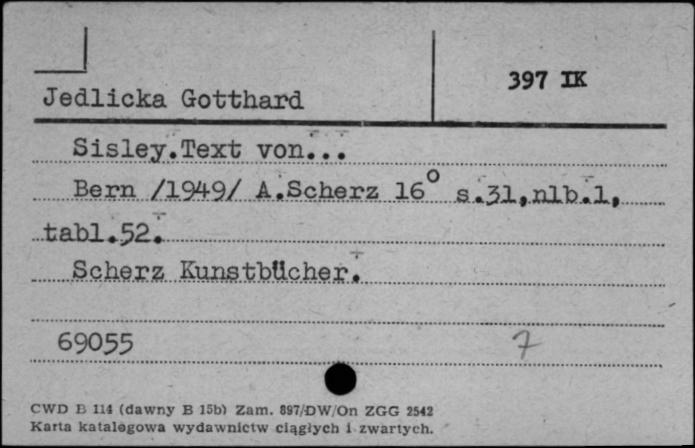 397 IK
Jedlicka Gotthard
Sisley.Text von...
Bern /1949/ A.Scherz 16° s.31,nlb.1,
tabl.52.
Scherz Kunstbücher.
69055 7
CWD B 114 (dawny B 15b) Zam. 897/DW/On ZGG 2542
Karta katalogowa wydawnictw ciągłych i zwartych.